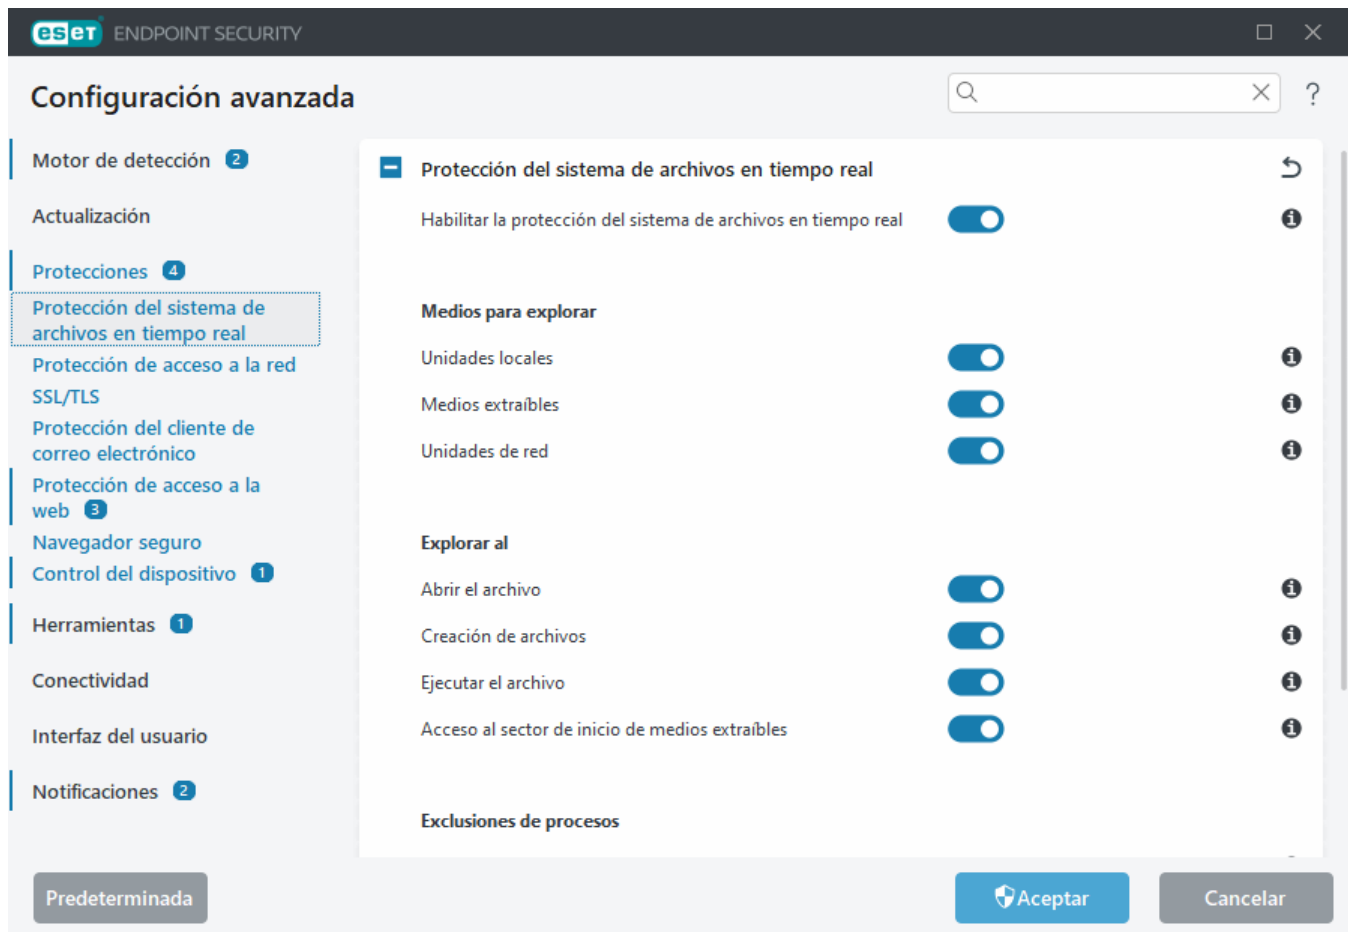 eset ENDPOINT SECURITY
Configuración avanzada
?
Motor de detección 2
Actualización
Protecciones 4
Protección del sistema de
archivos en tiempo real
Protección de acceso a la red
SSL/TLS
Protección del cliente de
correo electrónico
Protección de acceso a la
web 3
Navegador seguro
Control del dispositivo 1
Herramientas 1
Conectividad
Interfaz del usuario
Notificaciones 2
Protección del sistema de archivos en tiempo real
Habilitar la protección del sistema de archivos en tiempo real
Medios para explorar
Unidades locales
Medios extraíbles
Unidades de red
Explorar al
Abrir el archivo
Creación de archivos
Ejecutar el archivo
Acceso al sector de inicio de medios extraíbles
Exclusiones de procesos
Predeterminada
Aceptar
Cancelar